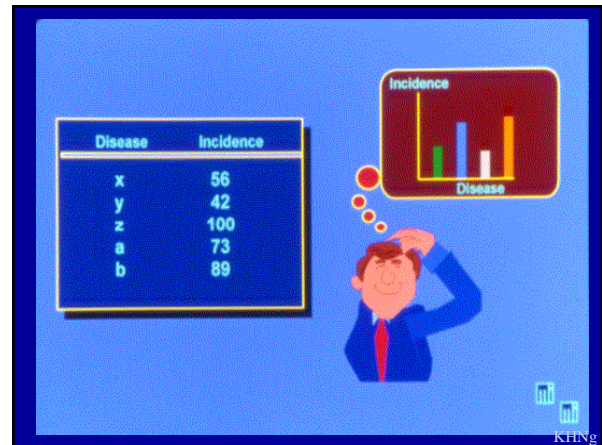 Disease Incidence
x 56
y 42
z 100
a 73
b 89
Incidence
Disease
KHNg